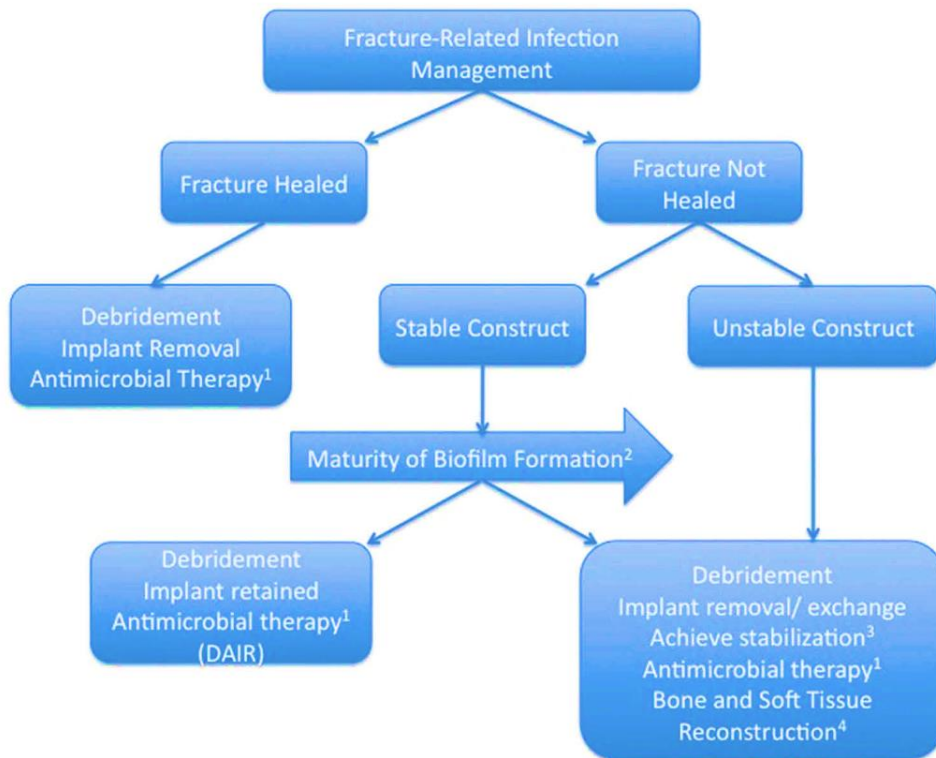 Fracture-Related Infection
Management
Fracture Healed
Fracture Not
Healed
Debridement
Implant Removal
Antimicrobial Therapy¹
Stable Construct
Unstable Construct
Maturity of Biofilm Formation²
Debridement
Implant retained
Antimicrobial therapy¹
(DAIR)
Debridement
Implant removal/ exchange
Achieve stabilization³
Antimicrobial therapy¹
Bone and Soft Tissue
Reconstruction⁴